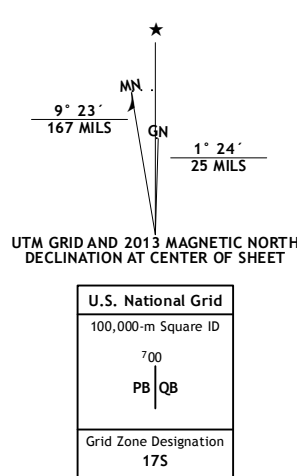 ★
MN
9° 23´
167 MILS
GN
1° 24´
25 MILS
UTM GRID AND 2013 MAGNETIC NORTH
DECLINATION AT CENTER OF SHEET
U.S. National Grid
100,000-m Square ID
⁷00
PB QB
Grid Zone Designation
17S